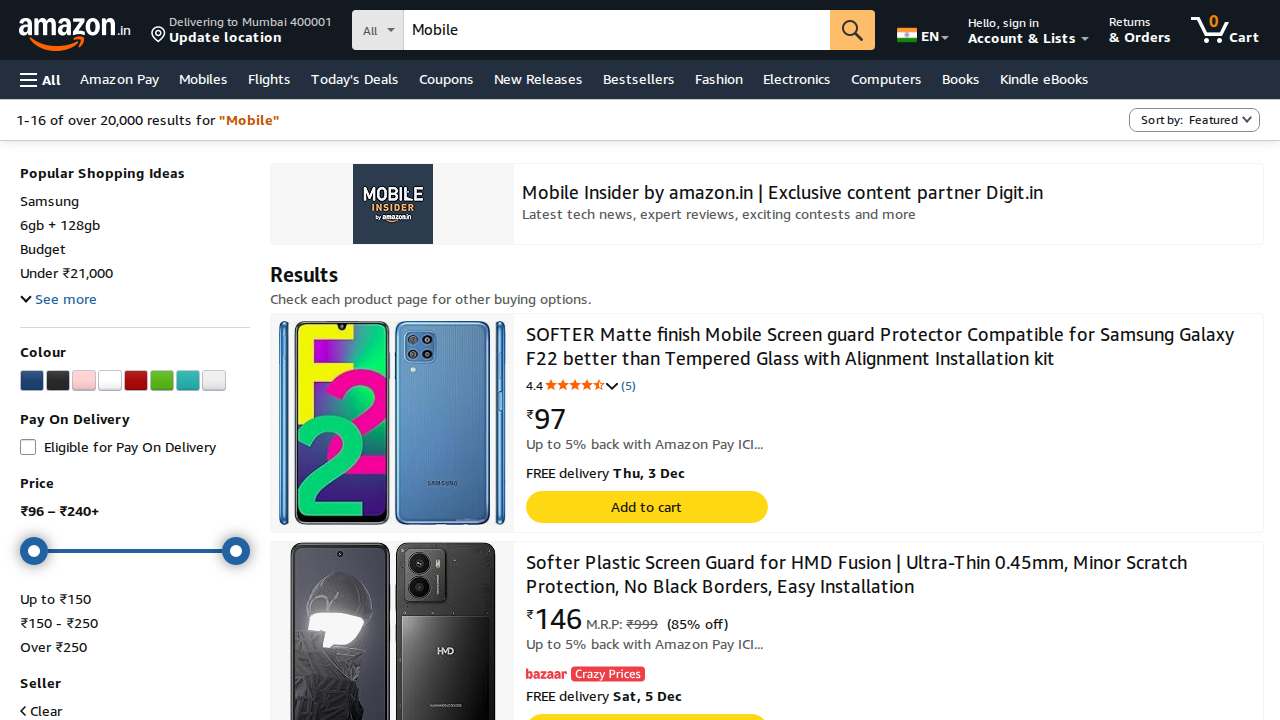 amazon.in
Delivering to Mumbai 400001
Update location
All
Mobile
EN
Hello, sign in
Account & Lists
Returns
& Orders
0
Cart
All
Amazon Pay
Mobiles
Flights
Today's Deals
Coupons
New Releases
Bestsellers
Fashion
Electronics
Computers
Books
Kindle eBooks
1-16 of over 20,000 results for "Mobile"
Sort by: Featured
Popular Shopping Ideas
Samsung
6gb + 128gb
Budget
Under ₹21,000
See more
Colour
Pay On Delivery
Eligible for Pay On Delivery
Price
₹96 – ₹240+
Up to ₹150
₹150 - ₹250
Over ₹250
Seller
Clear
MOBILE
INSIDER
by amazon.in
Mobile Insider by amazon.in | Exclusive content partner Digit.in
Latest tech news, expert reviews, exciting contests and more
Results
Check each product page for other buying options.
F22
SAMSUNG
SOFTER Matte finish Mobile Screen guard Protector Compatible for Samsung Galaxy
F22 better than Tempered Glass with Alignment Installation kit
4.4 (5)
₹97
Up to 5% back with Amazon Pay ICI...
FREE delivery Thu, 3 Dec
Add to cart
HMD
Softer Plastic Screen Guard for HMD Fusion | Ultra-Thin 0.45mm, Minor Scratch
Protection, No Black Borders, Easy Installation
₹146 M.R.P: ₹999 (85% off)
Up to 5% back with Amazon Pay ICI...
bazaar Crazy Prices
FREE delivery Sat, 5 Dec